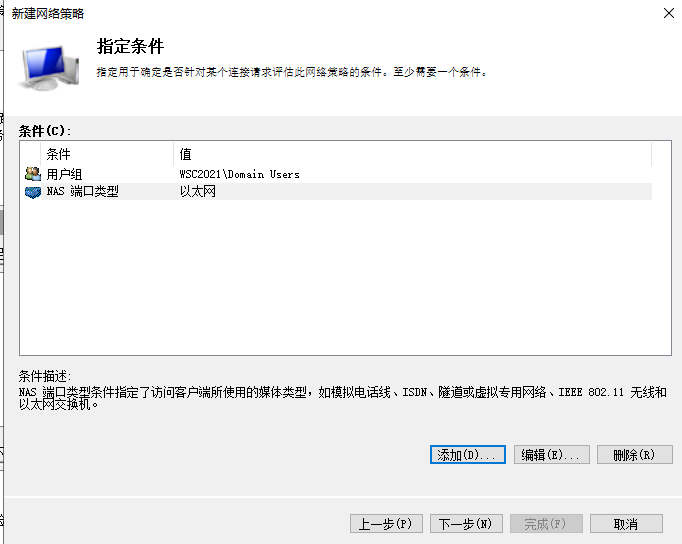 新建网络策略
指定条件
指定用于确定是否针对某个连接请求评估此网络策略的条件。至少需要一个条件。
条件(C):
条件 值
用户组 WSC2021\Domain Users
NAS 端口类型 以太网
条件描述:
NAS 端口类型条件指定了访问客户端所使用的媒体类型，如模拟电话线、ISDN、隧道或虚拟专用网络、IEEE 802.11 无线和
以太网交换机。
添加(D)... 编辑(E)... 删除(R)
上一步(P) 下一步(N) 完成(F) 取消